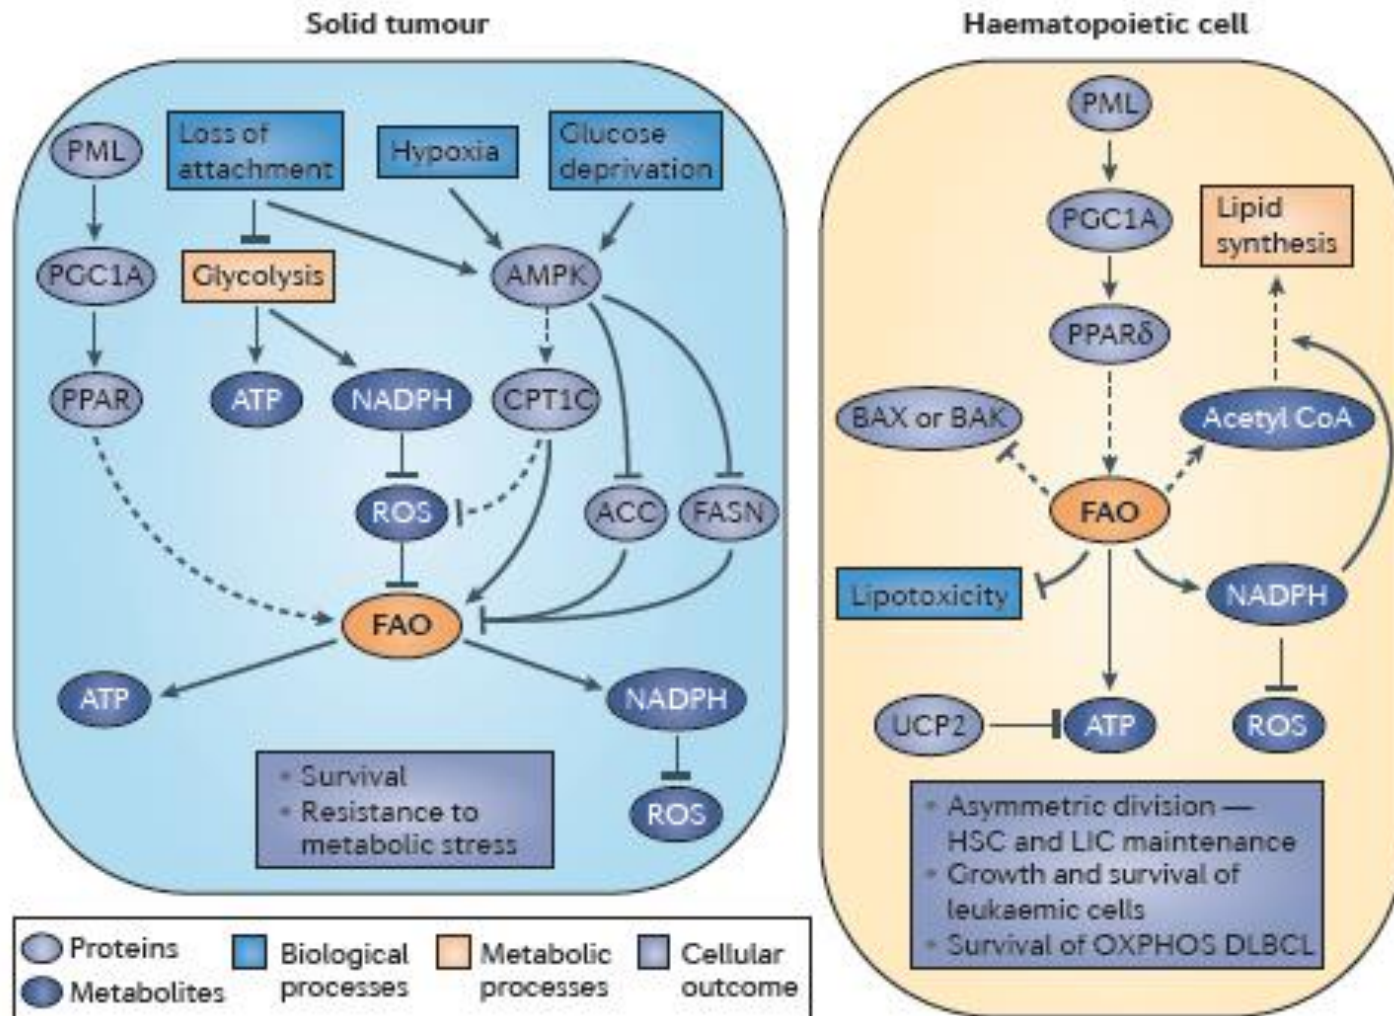 Solid tumour
PML
Loss of
attachment
Hypoxia
Glucose
deprivation
PGC1A
Glycolysis
AMPK
PPAR
ATP
NADPH
CPT1C
ROS
ACC
FASN
FAO
ATP
NADPH
ROS
• Survival
• Resistance to
metabolic stress
Haematopoietic cell
PML
PGC1A
Lipid
synthesis
PPARδ
BAX or BAK
Acetyl CoA
FAO
Lipotoxicity
NADPH
UCP2
ATP
ROS
• Asymmetric division —
HSC and LIC maintenance
• Growth and survival of
leukaemic cells
• Survival of OXPHOS DLBCL
Proteins
Metabolites
Biological
processes
Metabolic
processes
Cellular
outcome